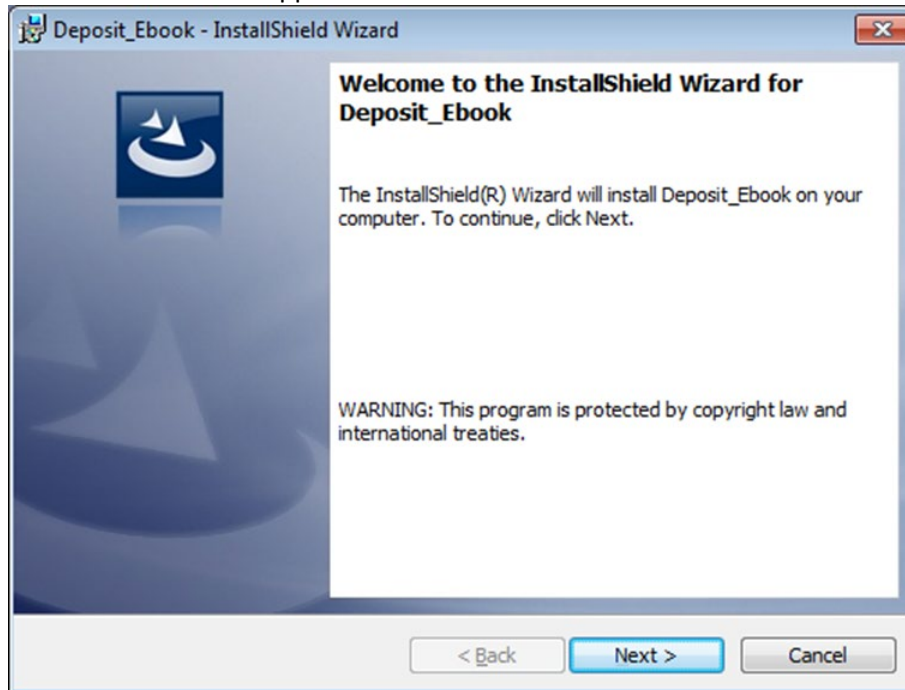 Deposit_Ebook - InstallShield Wizard
Welcome to the InstallShield Wizard for
Deposit_Ebook
The InstallShield(R) Wizard will install Deposit_Ebook on your
computer. To continue, click Next.
WARNING: This program is protected by copyright law and
international treaties.
< Back Next > Cancel